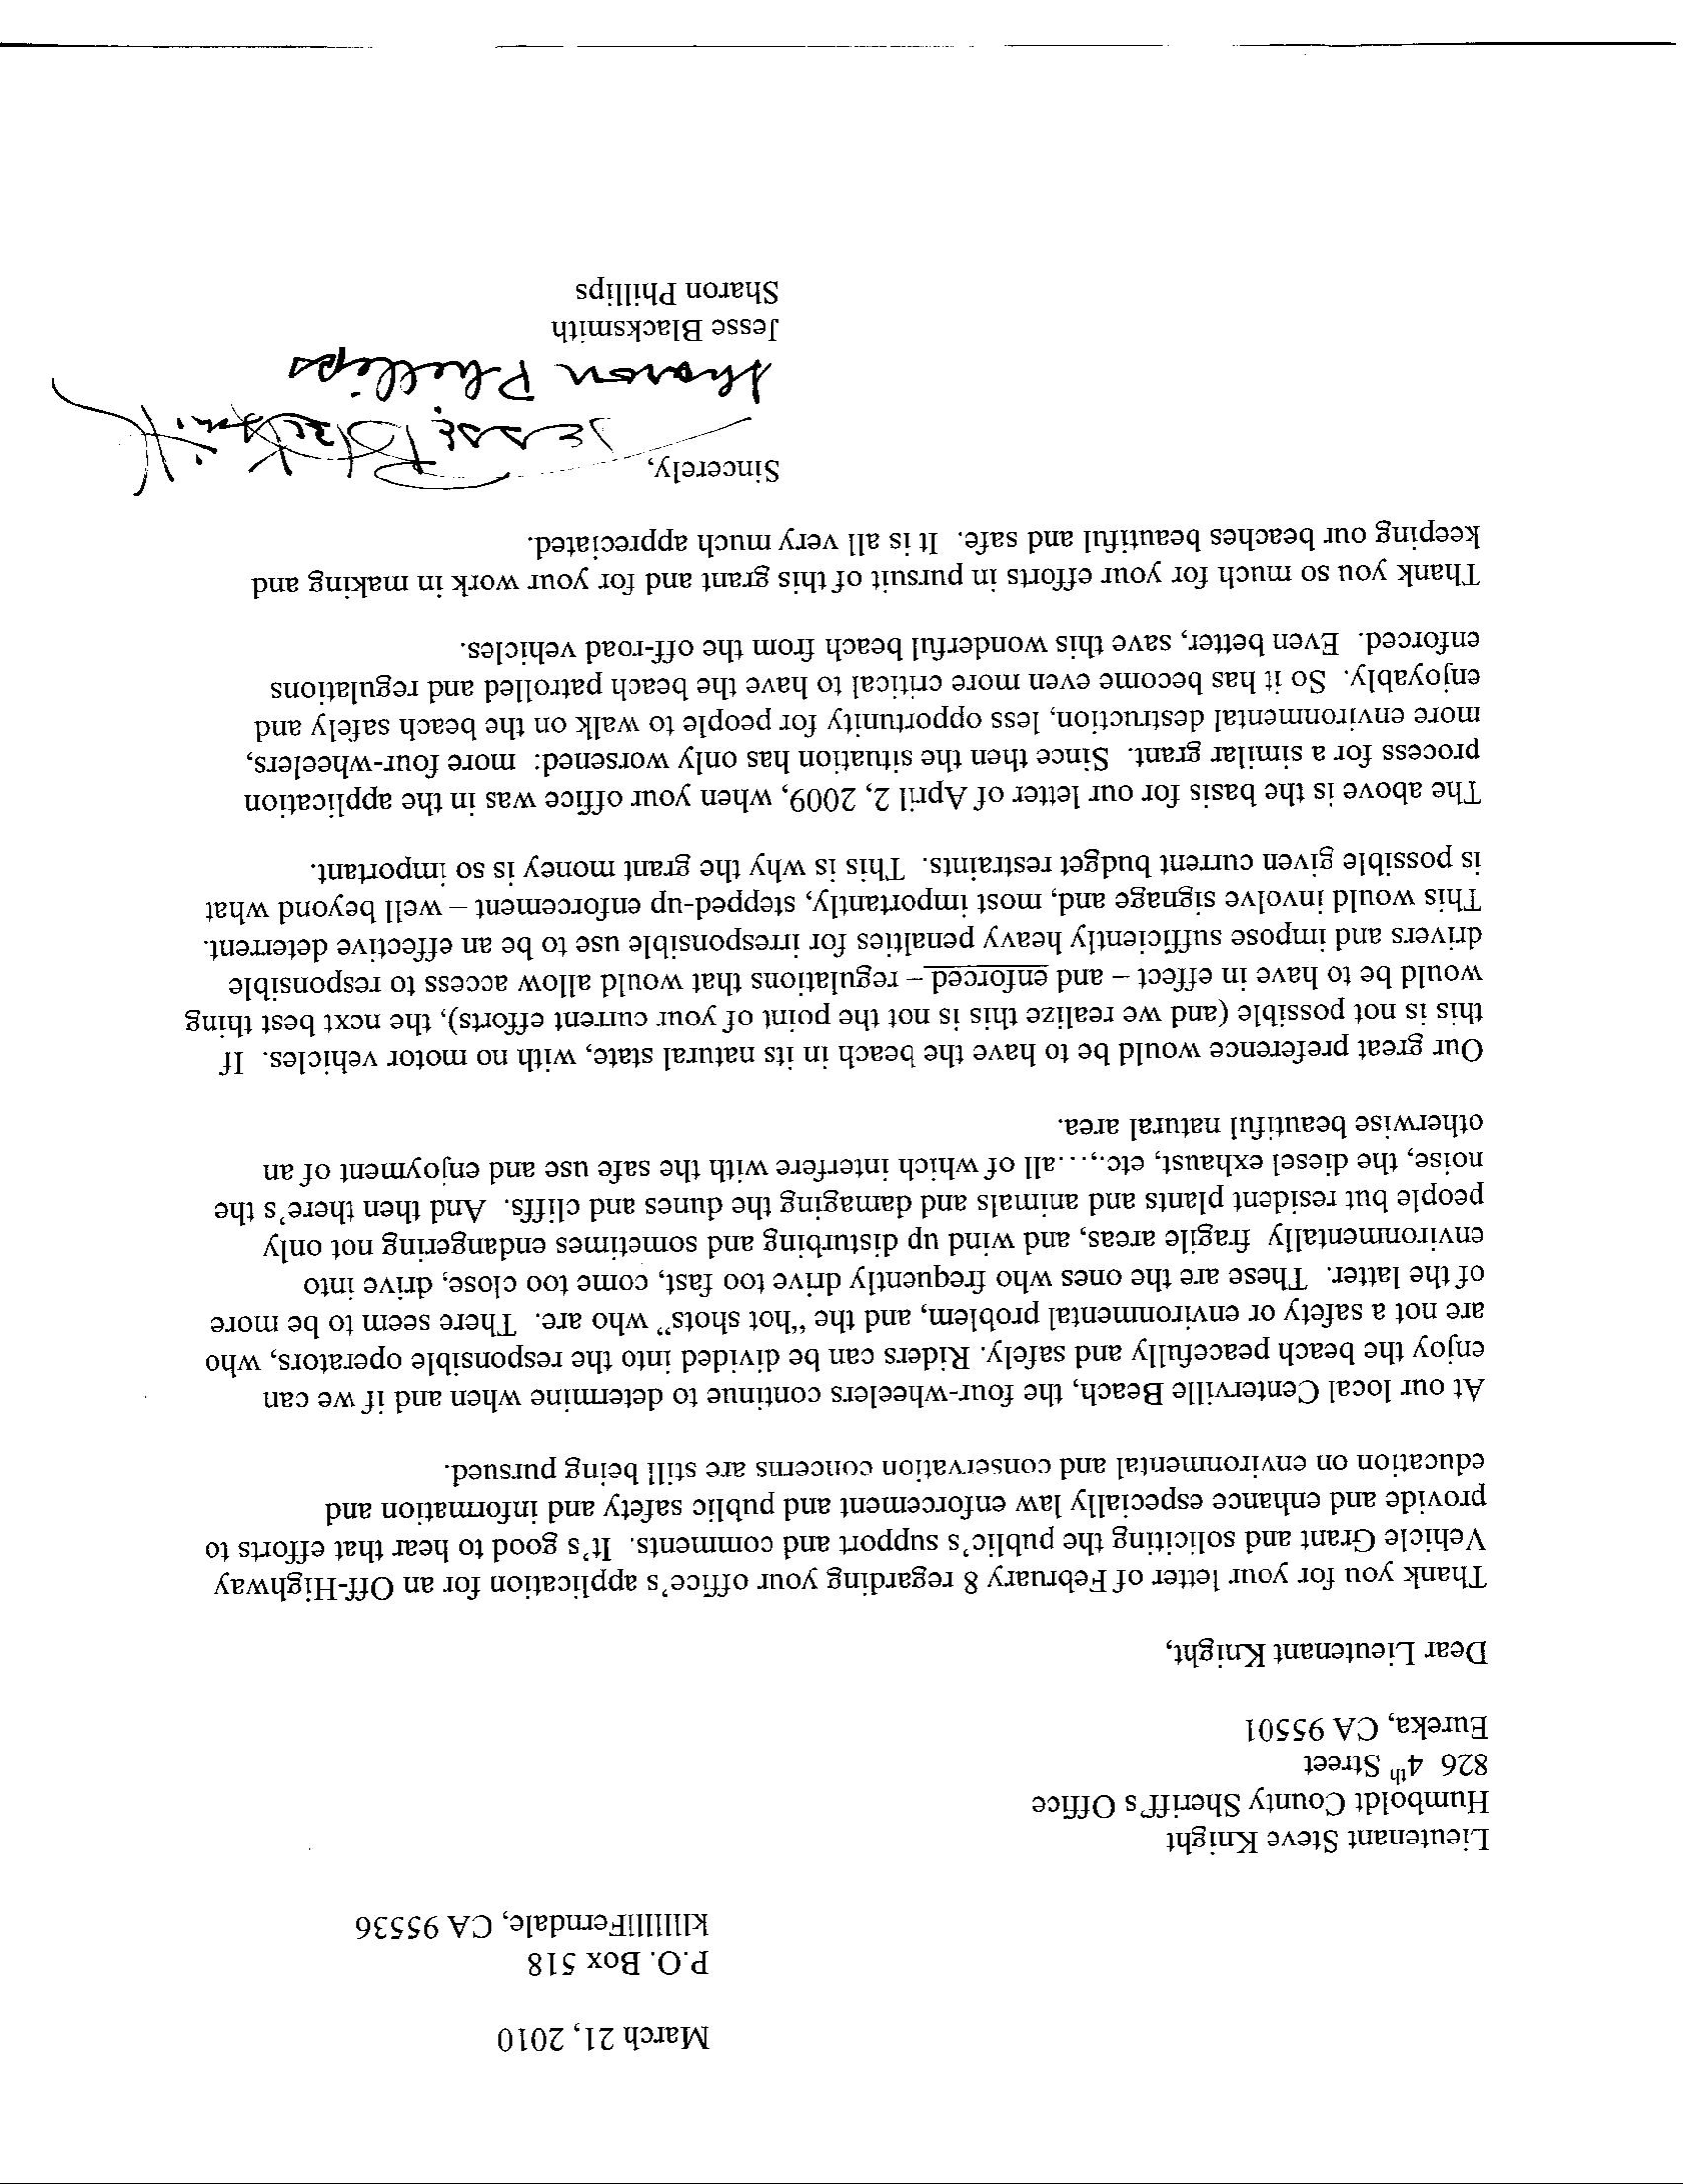 March 21, 2010
P.O. Box 518
klllllllFerndale, CA 95536
Lieutenant Steve Knight
Humboldt County Sheriff's Office
826 4th Street
Eureka, CA 95501
Dear Lieutenant Knight,
Thank you for your letter of February 8 regarding your office's application for an Off-Highway
Vehicle Grant and soliciting the public's support and comments. It's good to hear that efforts to
provide and enhance especially law enforcement and public safety and information and
education on environmental and conservation concerns are still being pursued.
At our local Centerville Beach, the four-wheelers continue to determine when and if we can
enjoy the beach peacefully and safely. Riders can be divided into the responsible operators, who
are not a safety or environmental problem, and the "hot shots" who are. There seem to be more
of the latter. These are the ones who frequently drive too fast, come too close, drive into
environmentally fragile areas, and wind up disturbing and sometimes endangering not only
people but resident plants and animals and damaging the dunes and cliffs. And then there's the
noise, the diesel exhaust, etc.,…all of which interfere with the safe use and enjoyment of an
otherwise beautiful natural area.
Our great preference would be to have the beach in its natural state, with no motor vehicles. If
this is not possible (and we realize this is not the point of your current efforts), the next best thing
would be to have in effect – and enforced – regulations that would allow access to responsible
drivers and impose sufficiently heavy penalties for irresponsible use to be an effective deterrent.
This would involve signage and, most importantly, stepped-up enforcement – well beyond what
is possible given current budget restraints. This is why the grant money is so important.
The above is the basis for our letter of April 2, 2009, when your office was in the application
process for a similar grant. Since then the situation has only worsened: more four-wheelers,
more environmental destruction, less opportunity for people to walk on the beach safely and
enjoyably. So it has become even more critical to have the beach patrolled and regulations
enforced. Even better, save this wonderful beach from the off-road vehicles.
Thank you so much for your efforts in pursuit of this grant and for your work in making and
keeping our beaches beautiful and safe. It is all very much appreciated.
Sincerely,
Jesse Blacksmith
Sharon Phillips
Jesse Blacksmith
Sharon Phillips